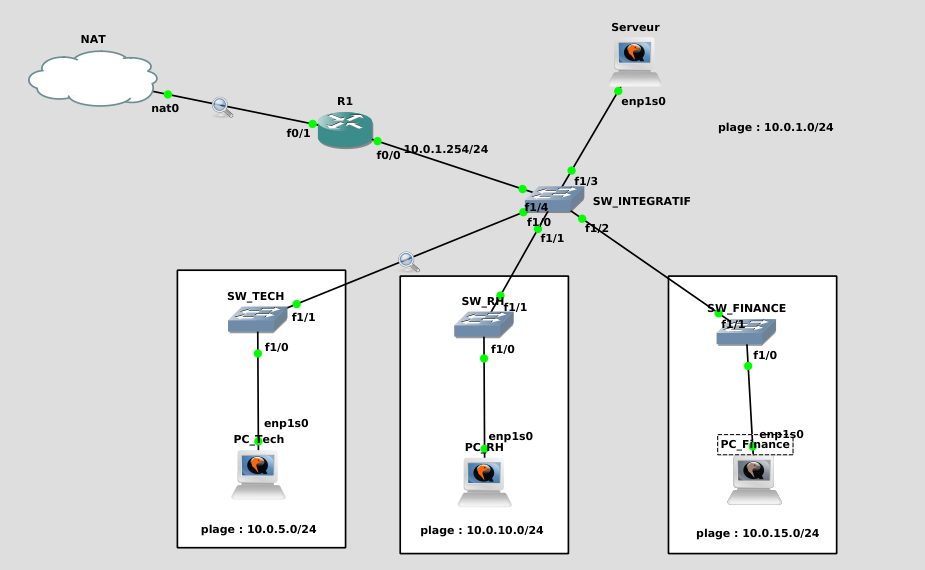 NAT
nat0
f0/1
R1
f0/0
10.0.1.254/24
Serveur
enp1s0
plage : 10.0.1.0/24
f1/3
SW_INTEGRATIF
f1/4
f1/0
f1/1
f1/2
SW_TECH
f1/1
f1/0
enp1s0
PC_Tech
plage : 10.0.5.0/24
SW_RH
f1/1
f1/0
enp1s0
PC_RH
plage : 10.0.10.0/24
SW_FINANCE
f1/1
f1/0
enp1s0
PC_Finance
plage : 10.0.15.0/24